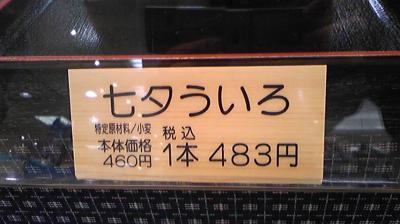 七夕ういろ
特定原材料/小麦
税込
本体価格
460円
1本 483円